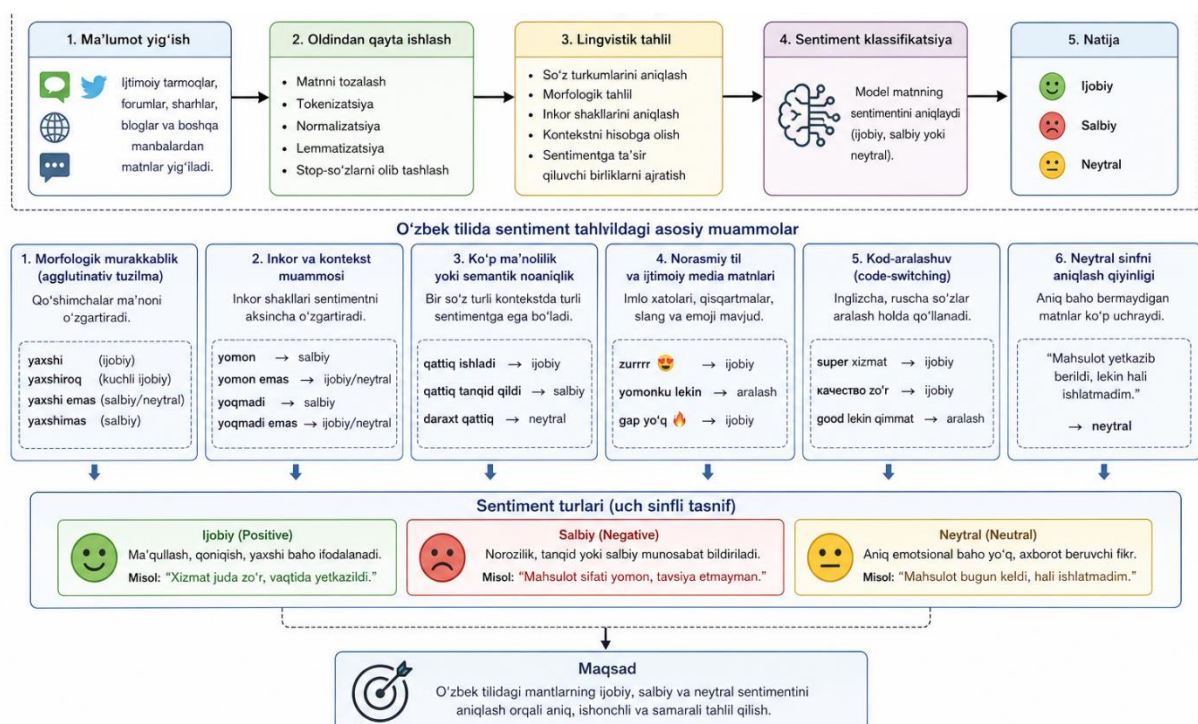 1. Ma’lumot yig‘ish
Ijtimoiy tarmoqlar,
forumlar, sharhlar,
bloglar va boshqa
manbalardan
matnlar yig‘iladi.
2. Oldindan qayta ishlash
• Matnni tozalash
• Tokenizatsiya
• Normalizatsiya
• Lemmatizatsiya
• Stop-so‘zlarni olib tashlash
3. Lingvistik tahlil
• So‘z turkumlarini aniqlash
• Morfologik tahlil
• Inkor shakllarini aniqlash
• Kontekstni hisobga olish
• Sentimentga ta’sir
qiluvchi birliklarni ajratish
4. Sentiment klassifikatsiya
Model matnning
sentimentini aniqlaydi
(ijobiy, salbiy yoki
neytral).
5. Natija
Ijobiy
Salbiy
Neytral
O‘zbek tilida sentiment tahlvildagi asosiy muammolar
1. Morfologik murakkablik
(agglutinativ tuzilma)
Qo‘shimchalar ma’noni
o‘zgartiradi.
yaxshi (ijobiy)
yaxshiroq (kuchli ijobiy)
yaxshi emas (salbiy/neytral)
yaxshimas (salbiy)
2. Inkor va kontekst
muammosi
Inkor shakllari sentimentni
aksincha o‘zgartiradi.
yomon → salbiy
yomon emas → ijobiy/neytral
yoqmadi → salbiy
yoqmadi emas → ijobiy/neytral
3. Ko‘p ma’nolilik
yoki semantik noaniqlik
Bir so‘z turli kontekstda turli
sentimentga ega bo‘ladi.
qattiq ishladi → ijobiy
qattiq tanqid qildi → salbiy
daraxt qattiq → neytral
4. Norasmiy til
va ijtimoiy media matnlari
Imlo xatolari, qisqartmalar,
slang va emoji mavjud.
zurrrr 😍 → ijobiy
yomonku lekin → aralash
gap yo‘q 🔥 → ijobiy
5. Kod-aralashuv
(code-switching)
Inglizcha, ruscha so‘zlar
aralash holda qo‘llanadi.
super xizmat → ijobiy
качество zo‘r → ijobiy
good lekin qimmat → aralash
6. Neytral sinfni
aniqlash qiyinligi
Aniq baho bermaydigan
matnlar ko‘p uchraydi.
“Mahsulot yetkazib
berildi, lekin hali
ishlatmadim.”
→ neytral
Sentiment turlari (uch sinfli tasnif)
Ijobiy (Positive)
Ma’qullash, qoniqish, yaxshi baho ifodalanadi.
Misol: “Xizmat juda zo‘r, vaqtida yetkazildi.”
Salbiy (Negative)
Norozilik, tanqid yoki salbiy munosabat bildiriladi.
Misol: “Mahsulot sifati yomon, tavsiya etmayman.”
Neytral (Neutral)
Aniq emotsional baho yo‘q, axborot beruvchi fikr.
Misol: “Mahsulot bugun keldi, hali ishlatmadim.”
Maqsad
O‘zbek tilidagi mantlarning ijobiy, salbiy va neytral sentimentini
aniqlash orqali aniq, ishonchli va samarali tahlil qilish.